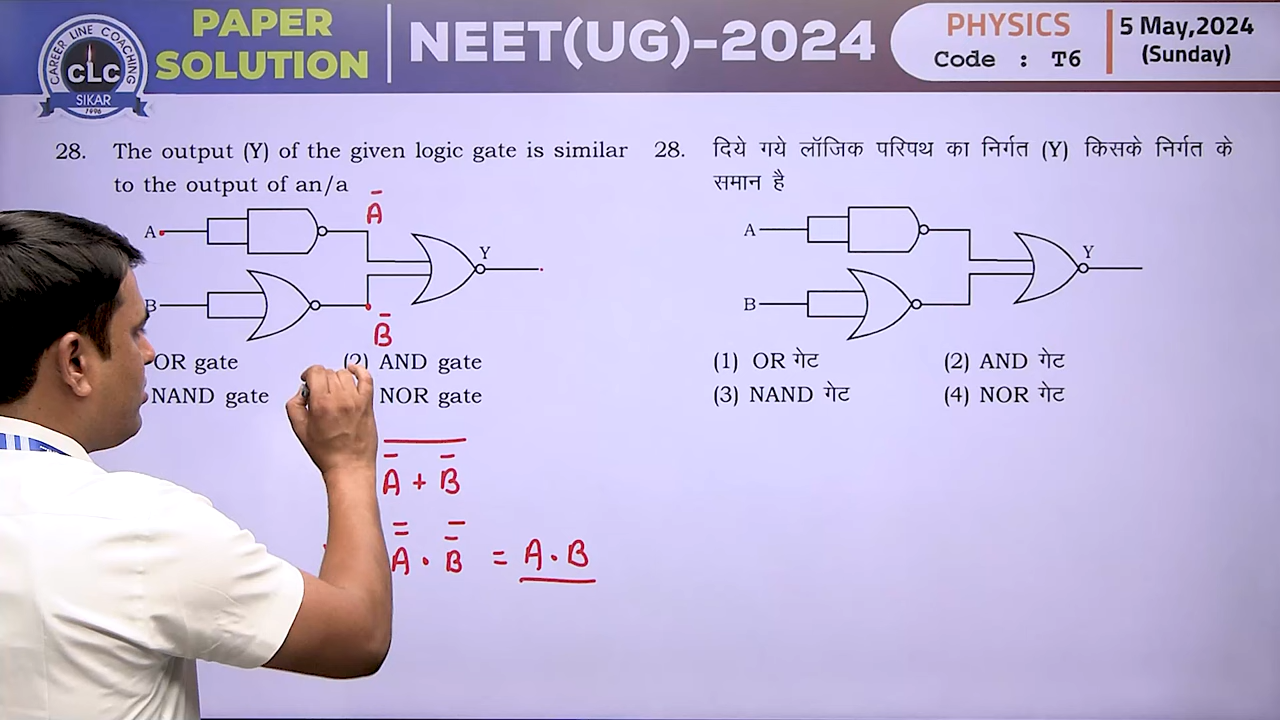 CAREER LINE COACHING
CLC
SIKAR
1996
PAPER
SOLUTION
NEET(UG)-2024
PHYSICS
Code : T6
5 May,2024
(Sunday)
28. The output (Y) of the given logic gate is similar
to the output of an/a
A
Ā
Y
B
B̄
OR gate (2) AND gate
NAND gate NOR gate
28. दिये गये लॉजिक परिपथ का निर्गत (Y) किसके निर्गत के
समान है
A
Y
B
(1) OR गेट (2) AND गेट
(3) NAND गेट (4) NOR गेट